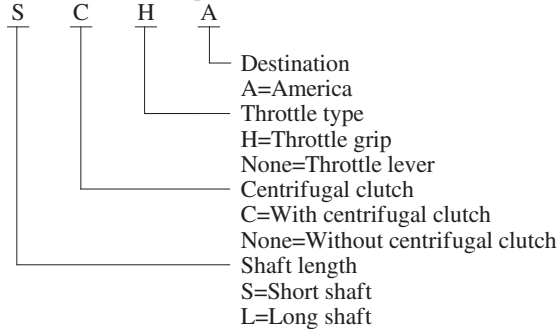 S C H A
Destination
A=America
Throttle type
H=Throttle grip
None=Throttle lever
Centrifugal clutch
C=With centrifugal clutch
None=Without centrifugal clutch
Shaft length
S=Short shaft
L=Long shaft